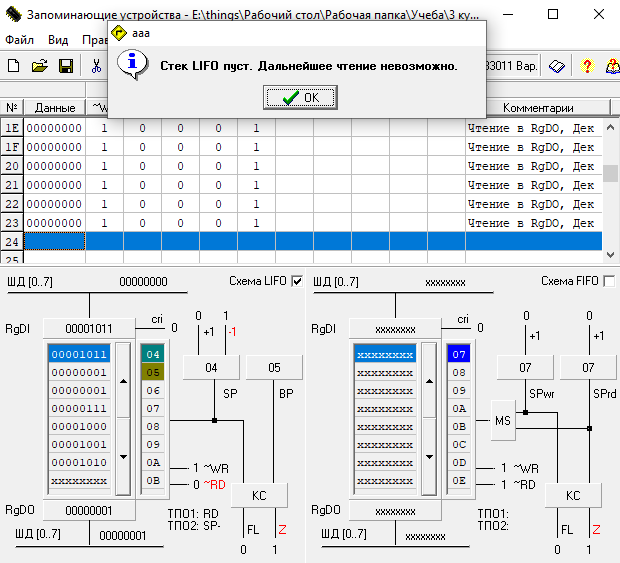 Запоминающие устройства - E:\things\Рабочий стол\Рабочая папка\Учеба\3 ку
Файл Вид Пра
aaa
Стек LIFO пуст. Дальнейшее чтение невозможно.
OK
33011 Вар.
№ Данные ~W Комментарии
1E 00000000 1 0 0 0 1 Чтение в RgDO, Дек
1F 00000000 1 0 0 0 1 Чтение в RgDO, Дек
20 00000000 1 0 0 0 1 Чтение в RgDO, Дек
21 00000000 1 0 0 0 1 Чтение в RgDO, Дек
22 00000000 1 0 0 0 1 Чтение в RgDO, Дек
23 00000000 1 0 0 0 1 Чтение в RgDO, Дек
24
25
ШД [0..7] 00000000 Схема LIFO
RgDI 00001011 cri 0
0 1
+1 -1
00001011 04
00000001 05
00000001 06
00000111 07
00001000 08
00001001 09
00001010 0A
xxxxxxxx 0B
04 05
SP BP
1 ~WR
0 ~RD
КС
RgDO 00000001
ТПО1: RD
ТПО2: SP-
FL Z
ШД [0..7] 00000001
0 1
ШД [0..7] xxxxxxxx Схема FIFO
RgDI xxxxxxxx cri 0
0 0
+1 +1
xxxxxxxx 07
xxxxxxxx 08
xxxxxxxx 09
xxxxxxxx 0A
xxxxxxxx 0B
xxxxxxxx 0C
xxxxxxxx 0D
xxxxxxxx 0E
07 07
SPwr SPrd
MS
1 ~WR
1 ~RD
КС
RgDO xxxxxxxx
ТПО1:
ТПО2:
FL Z
ШД [0..7] xxxxxxxx
0 1